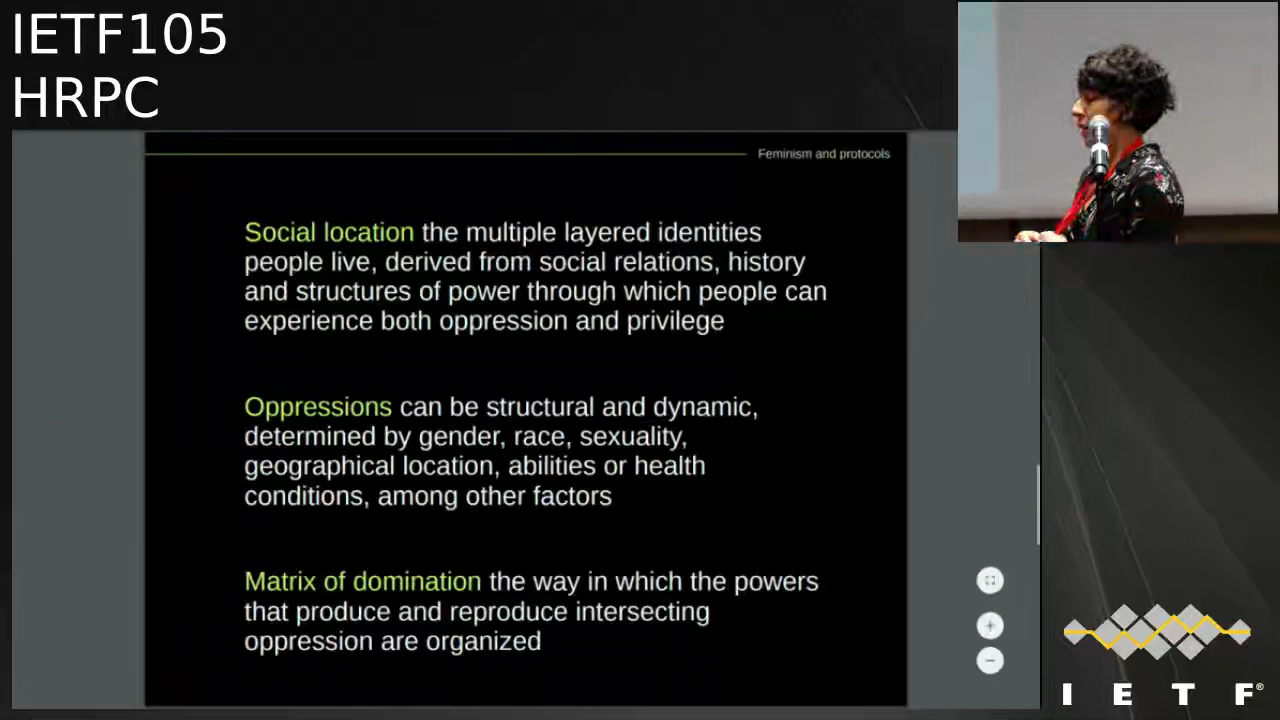 IETF105
HRPC
Feminism and protocols
Social location the multiple layered identities
people live, derived from social relations, history
and structures of power through which people can
experience both oppression and privilege
Oppressions can be structural and dynamic,
determined by gender, race, sexuality,
geographical location, abilities or health
conditions, among other factors
Matrix of domination the way in which the powers
that produce and reproduce intersecting
oppression are organized
I E T F®